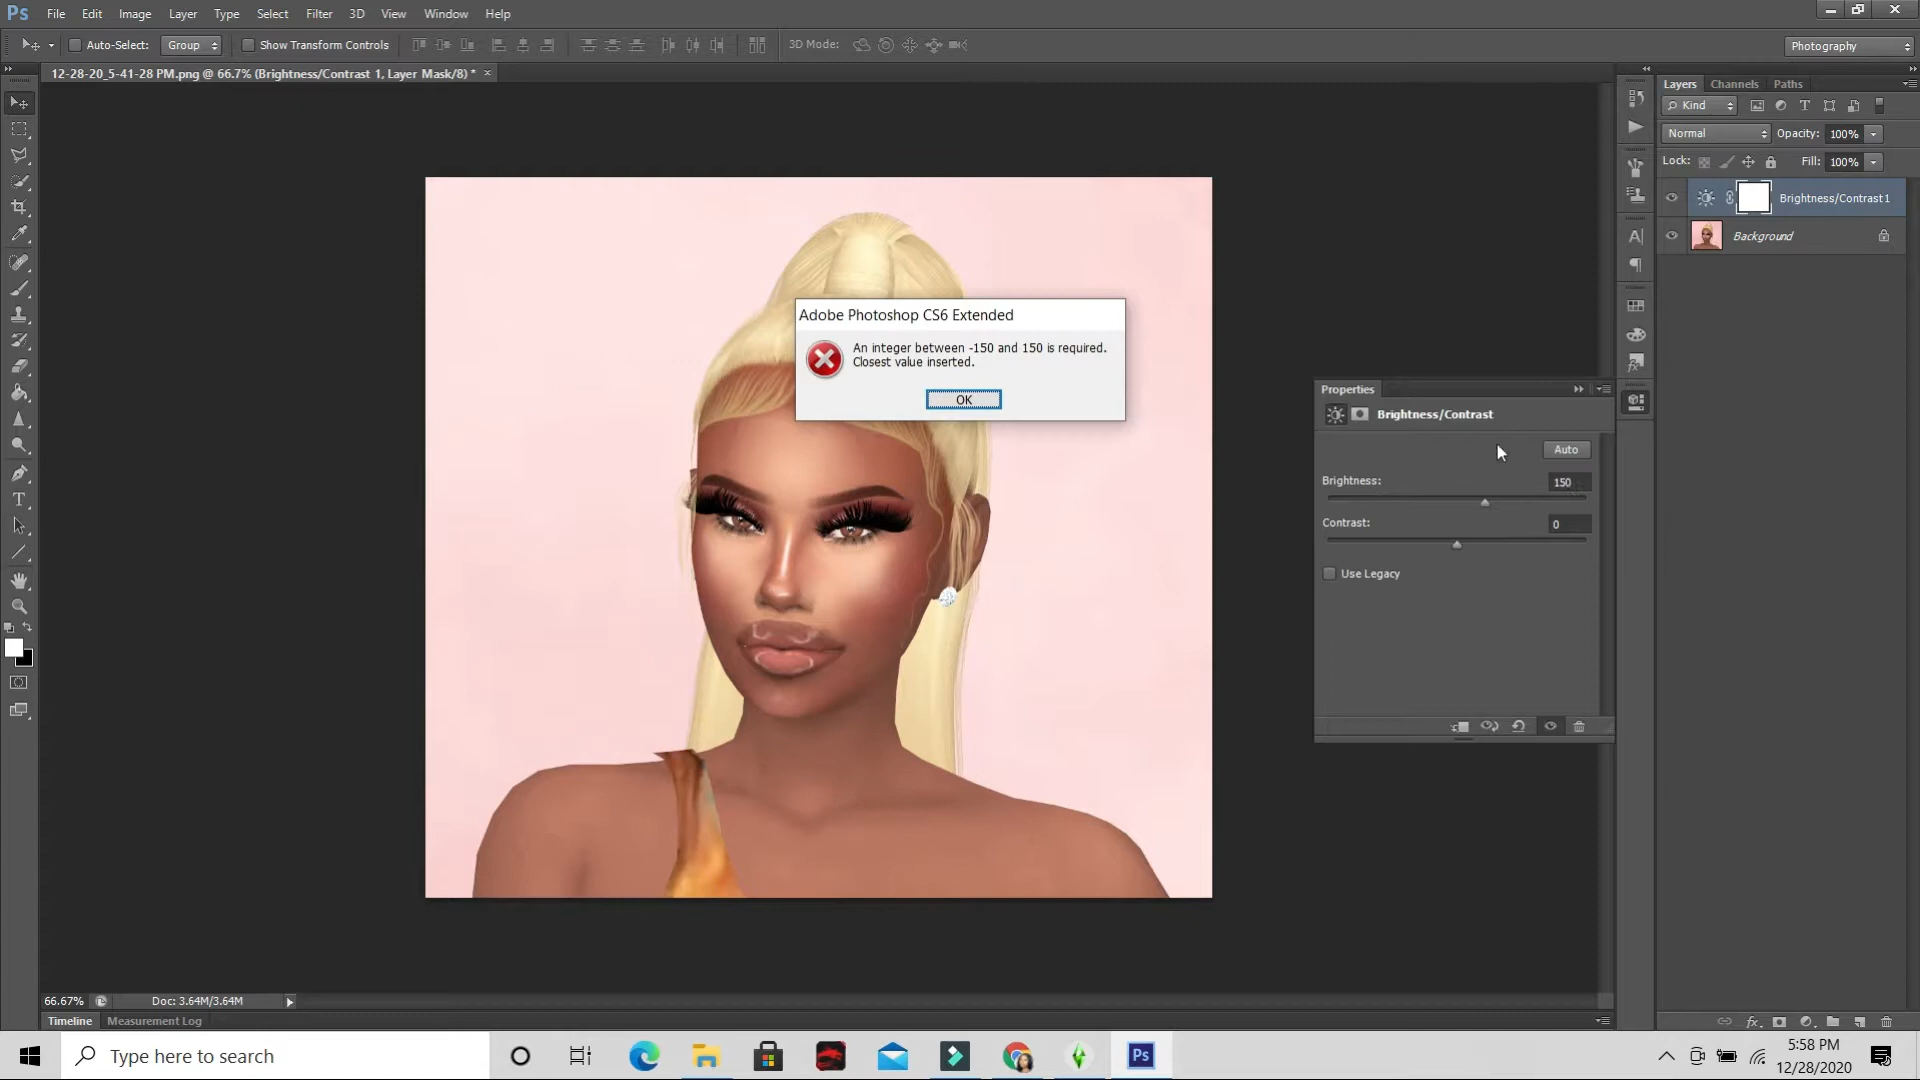 Ps File Edit Image Layer Type Select Filter 3D View Window Help
Auto-Select: Group Show Transform Controls 3D Mode: Photography
12-28-20_5-41-28 PM.png @ 66.7% (Brightness/Contrast 1, Layer Mask/8) * ×
Layers Channels Paths
Kind
Normal Opacity: 100%
Lock: Fill: 100%
Brightness/Contrast 1
Background
Adobe Photoshop CS6 Extended
An integer between -150 and 150 is required.
Closest value inserted.
OK
Properties
Brightness/Contrast
Auto
Brightness: 150
Contrast: 0
Use Legacy
66.67% Doc: 3.64M/3.64M
Timeline Measurement Log
Type here to search
Ps
5:58 PM
12/28/2020